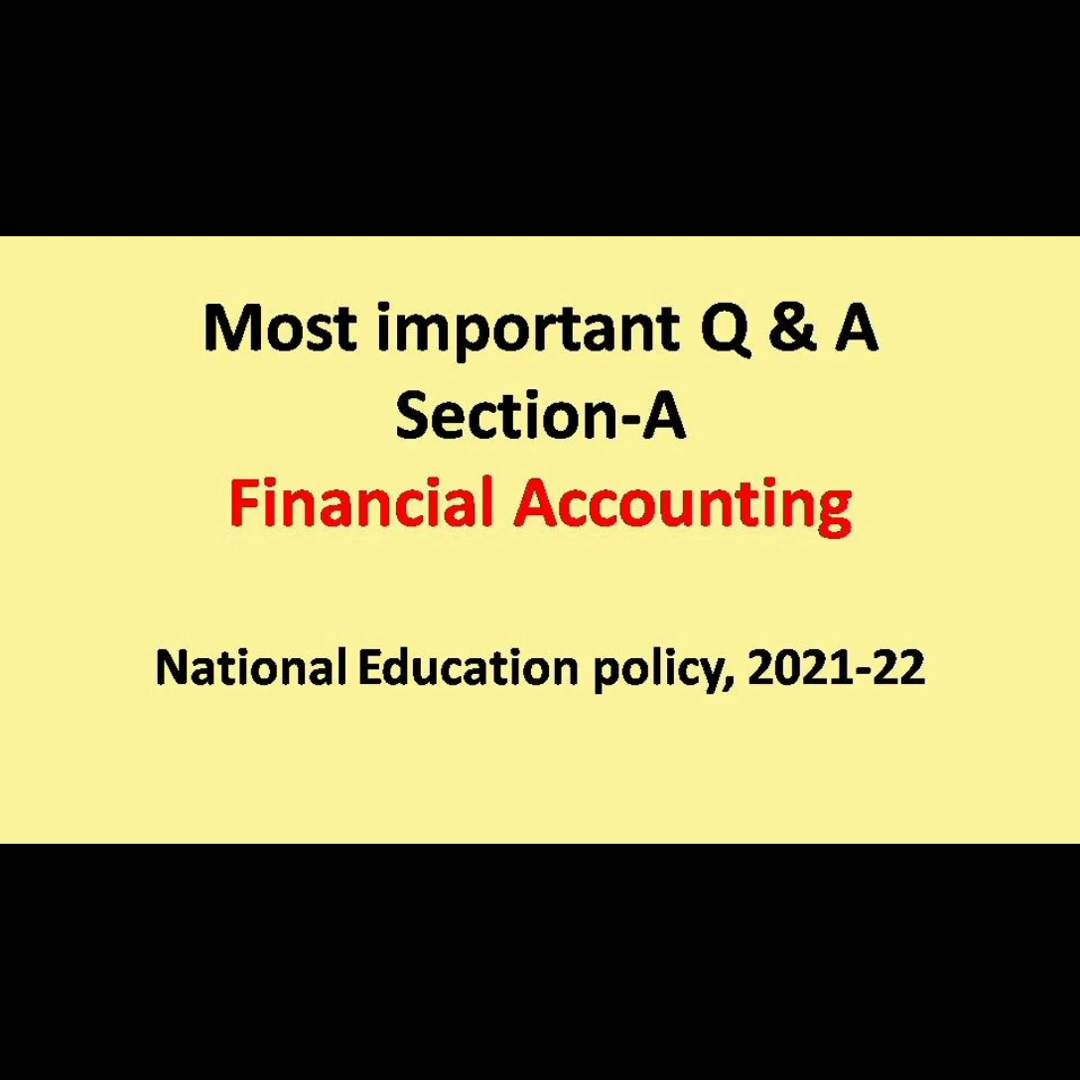 Most important Q & A
Section-A
Financial Accounting
National Education policy, 2021-22